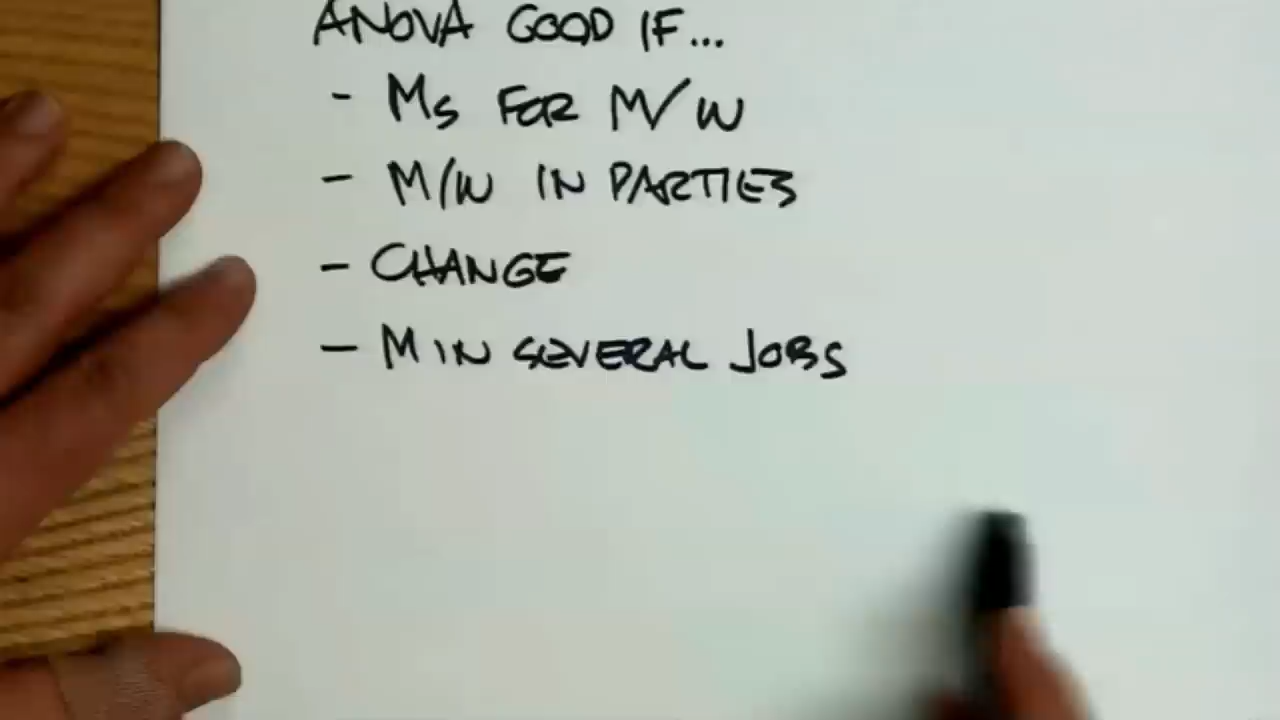 ANOVA GOOD IF...
- Ms FOR M/W
- M/W IN PARTIES
- CHANGE
- M IN SEVERAL JOBS